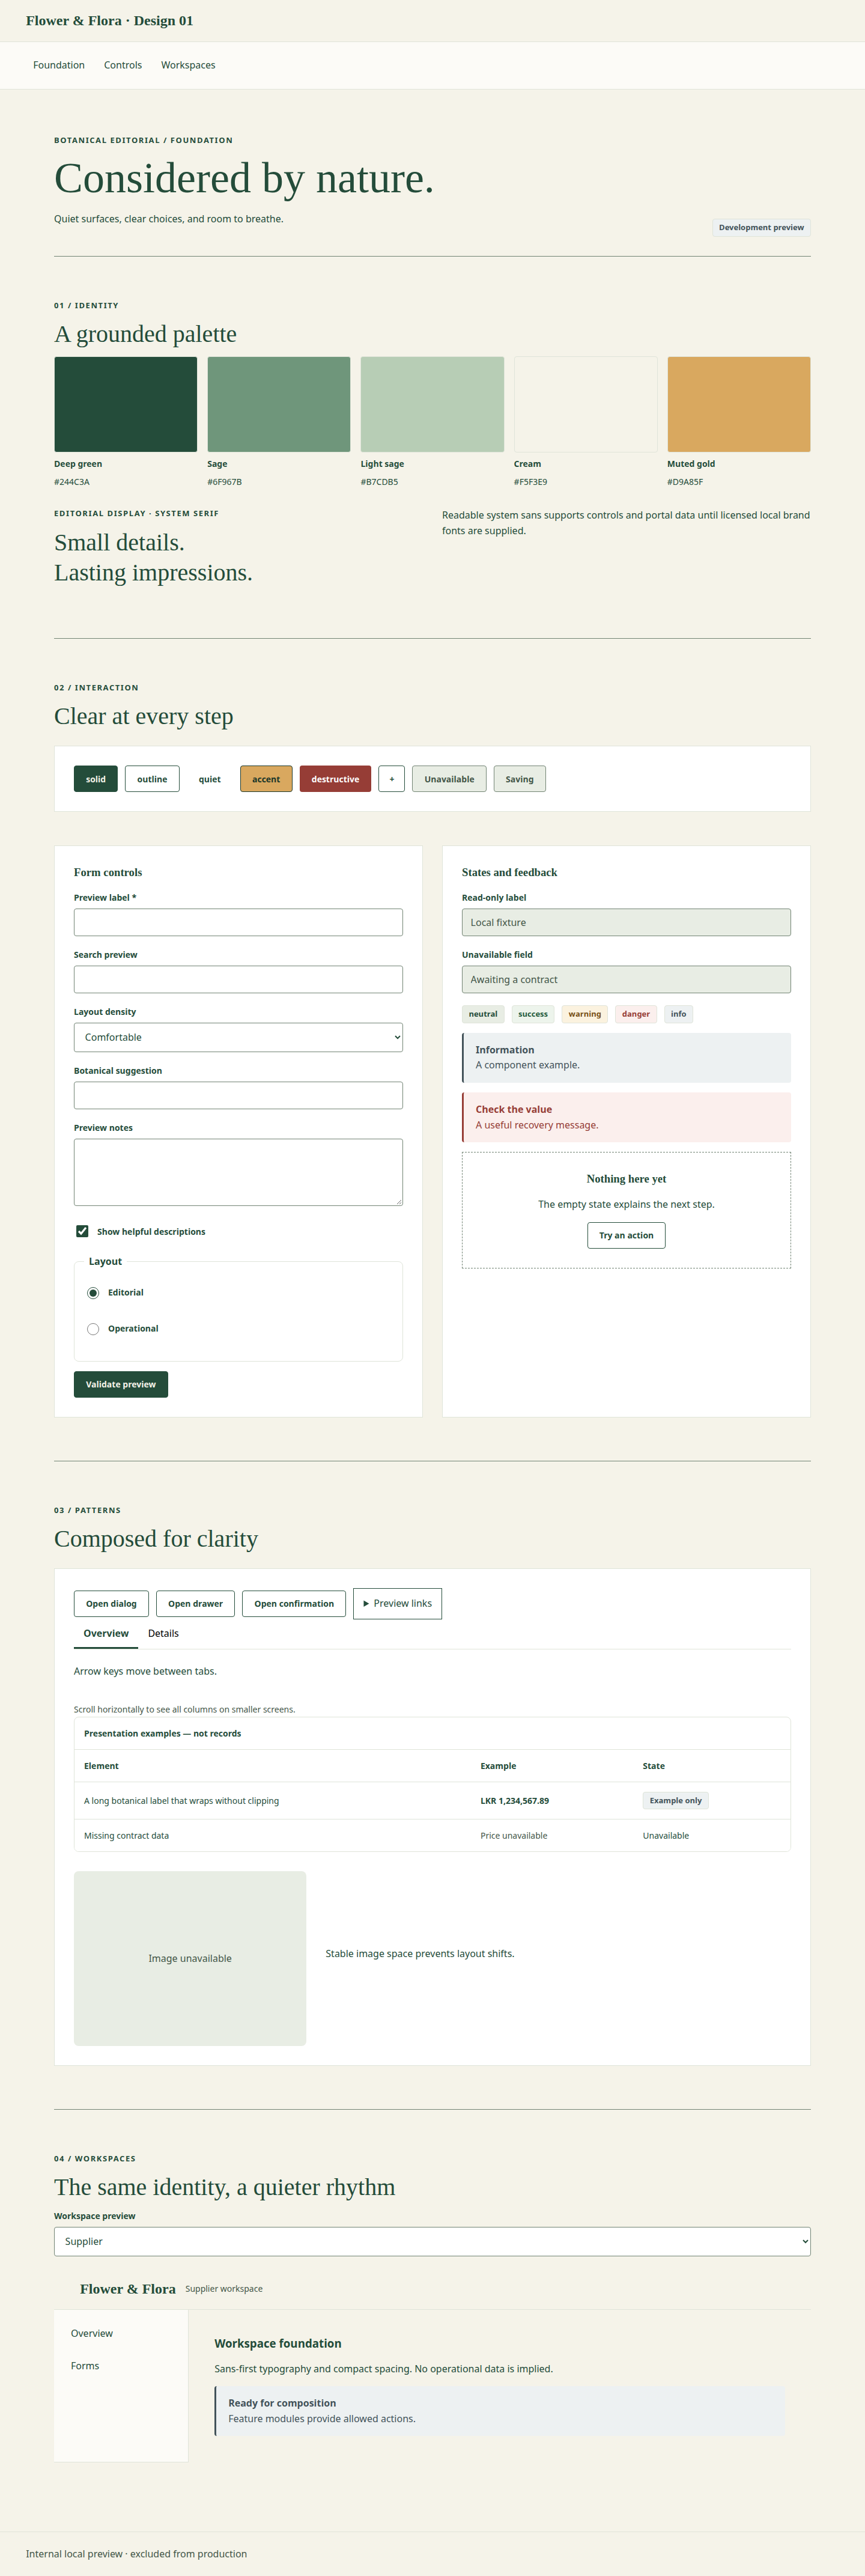 Flower & Flora · Design 01
Foundation Controls Workspaces
BOTANICAL EDITORIAL / FOUNDATION
Considered by nature.
Quiet surfaces, clear choices, and room to breathe.
Development preview
01 / IDENTITY
A grounded palette
Deep green
#244C3A
Sage
#6F967B
Light sage
#B7CDB5
Cream
#F5F3E9
Muted gold
#D9A85F
EDITORIAL DISPLAY · SYSTEM SERIF
Small details.
Lasting impressions.
Readable system sans supports controls and portal data until licensed local brand
fonts are supplied.
02 / INTERACTION
Clear at every step
solid outline quiet accent destructive + Unavailable Saving
Form controls
Preview label *
Search preview
Layout density
Comfortable
Botanical suggestion
Preview notes
Show helpful descriptions
Layout
Editorial
Operational
Validate preview
States and feedback
Read-only label
Local fixture
Unavailable field
Awaiting a contract
neutral success warning danger info
Information
A component example.
Check the value
A useful recovery message.
Nothing here yet
The empty state explains the next step.
Try an action
03 / PATTERNS
Composed for clarity
Open dialog Open drawer Open confirmation ▶ Preview links
Overview Details
Arrow keys move between tabs.
Scroll horizontally to see all columns on smaller screens.
Presentation examples — not records
Element Example State
A long botanical label that wraps without clipping LKR 1,234,567.89 Example only
Missing contract data Price unavailable Unavailable
Image unavailable
Stable image space prevents layout shifts.
04 / WORKSPACES
The same identity, a quieter rhythm
Workspace preview
Supplier
Flower & Flora Supplier workspace
Overview
Forms
Workspace foundation
Sans-first typography and compact spacing. No operational data is implied.
Ready for composition
Feature modules provide allowed actions.
Internal local preview · excluded from production